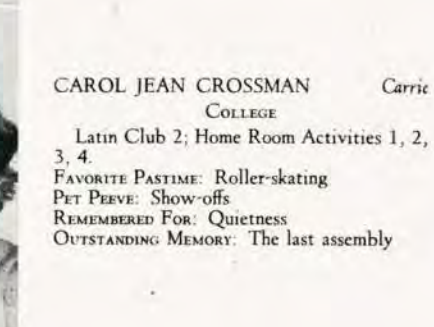 CAROL JEAN CROSSMAN Carrie
COLLEGE
Latin Club 2; Home Room Activities 1, 2,
3, 4.
FAVORITE PASTIME: Roller-skating
PET PEEVE: Show-offs
REMEMBERED FOR: Quietness
OUTSTANDING MEMORY: The last assembly